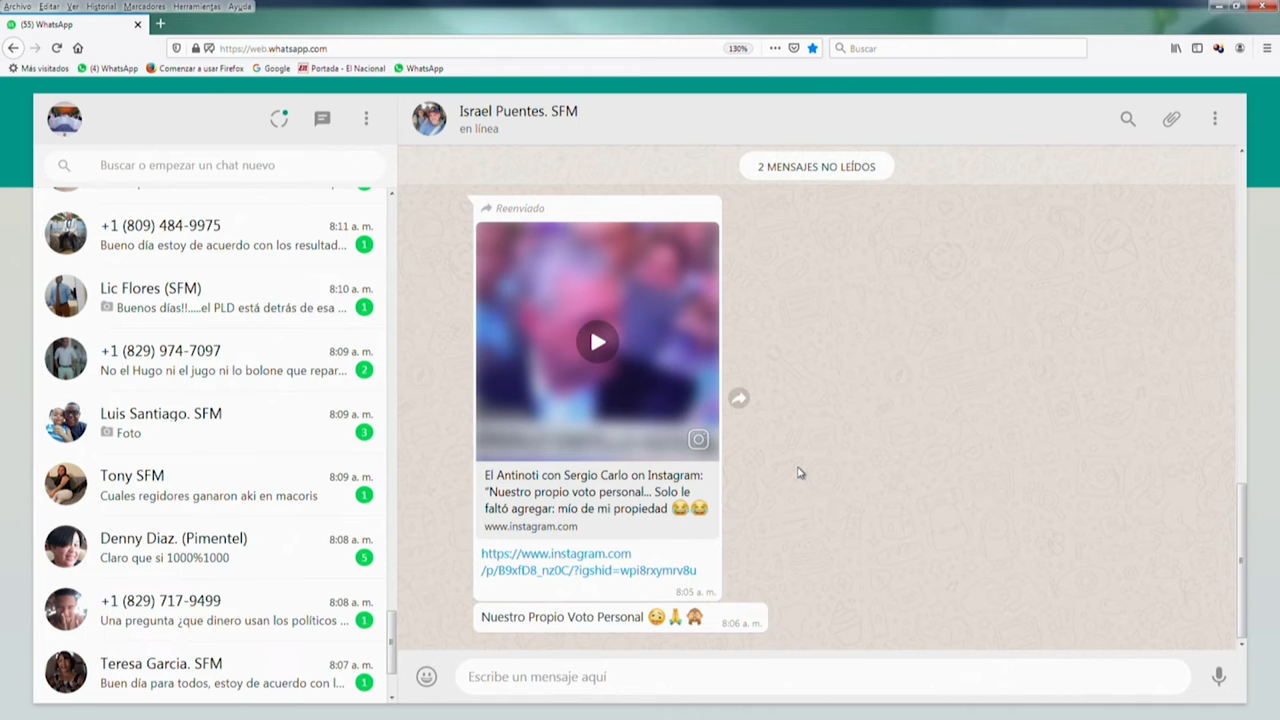 Archivo Editar Ver Historial Marcadores Herramientas Ayuda
(55) WhatsApp
https://web.whatsapp.com
130%
Buscar
Más visitados
(4) WhatsApp
Comenzar a usar Firefox
Google
Portada - El Nacional
WhatsApp
Buscar o empezar un chat nuevo
+1 (809) 484-9975 8:11 a. m.
Bueno día estoy de acuerdo con los resultad... 1
Lic Flores (SFM) 8:10 a. m.
Buenos días!!.....el PLD está detrás de esa ... 1
+1 (829) 974-7097 8:09 a. m.
No el Hugo ni el jugo ni lo bolone que repar... 2
Luis Santiago. SFM 8:09 a. m.
Foto 3
Tony SFM 8:09 a. m.
Cuales regidores ganaron aki en macoris 1
Denny Diaz. (Pimentel) 8:08 a. m.
Claro que si 1000%1000 5
+1 (829) 717-9499 8:08 a. m.
Una pregunta ¿que dinero usan los políticos ... 1
Teresa Garcia. SFM 8:07 a. m.
Buen día para todos, estoy de acuerdo con l... 1
Israel Puentes. SFM
en línea
2 MENSAJES NO LEÍDOS
Reenviado
El Antinoti con Sergio Carlo on Instagram:
"Nuestro propio voto personal... Solo le
faltó agregar: mío de mi propiedad 😂😂
www.instagram.com
https://www.instagram.com
/p/B9xfD8_nz0C/?igshid=wpi8rxymrv8u
8:05 a. m.
Nuestro Propio Voto Personal 😳🙏🙈 8:06 a. m.
Escribe un mensaje aquí